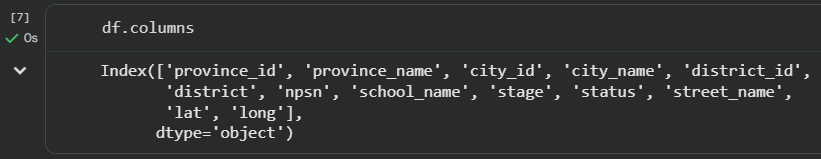 [7]
df.columns
0s
Index(['province_id', 'province_name', 'city_id', 'city_name', 'district_id',
'district', 'npsn', 'school_name', 'stage', 'status', 'street_name',
'lat', 'long'],
dtype='object')